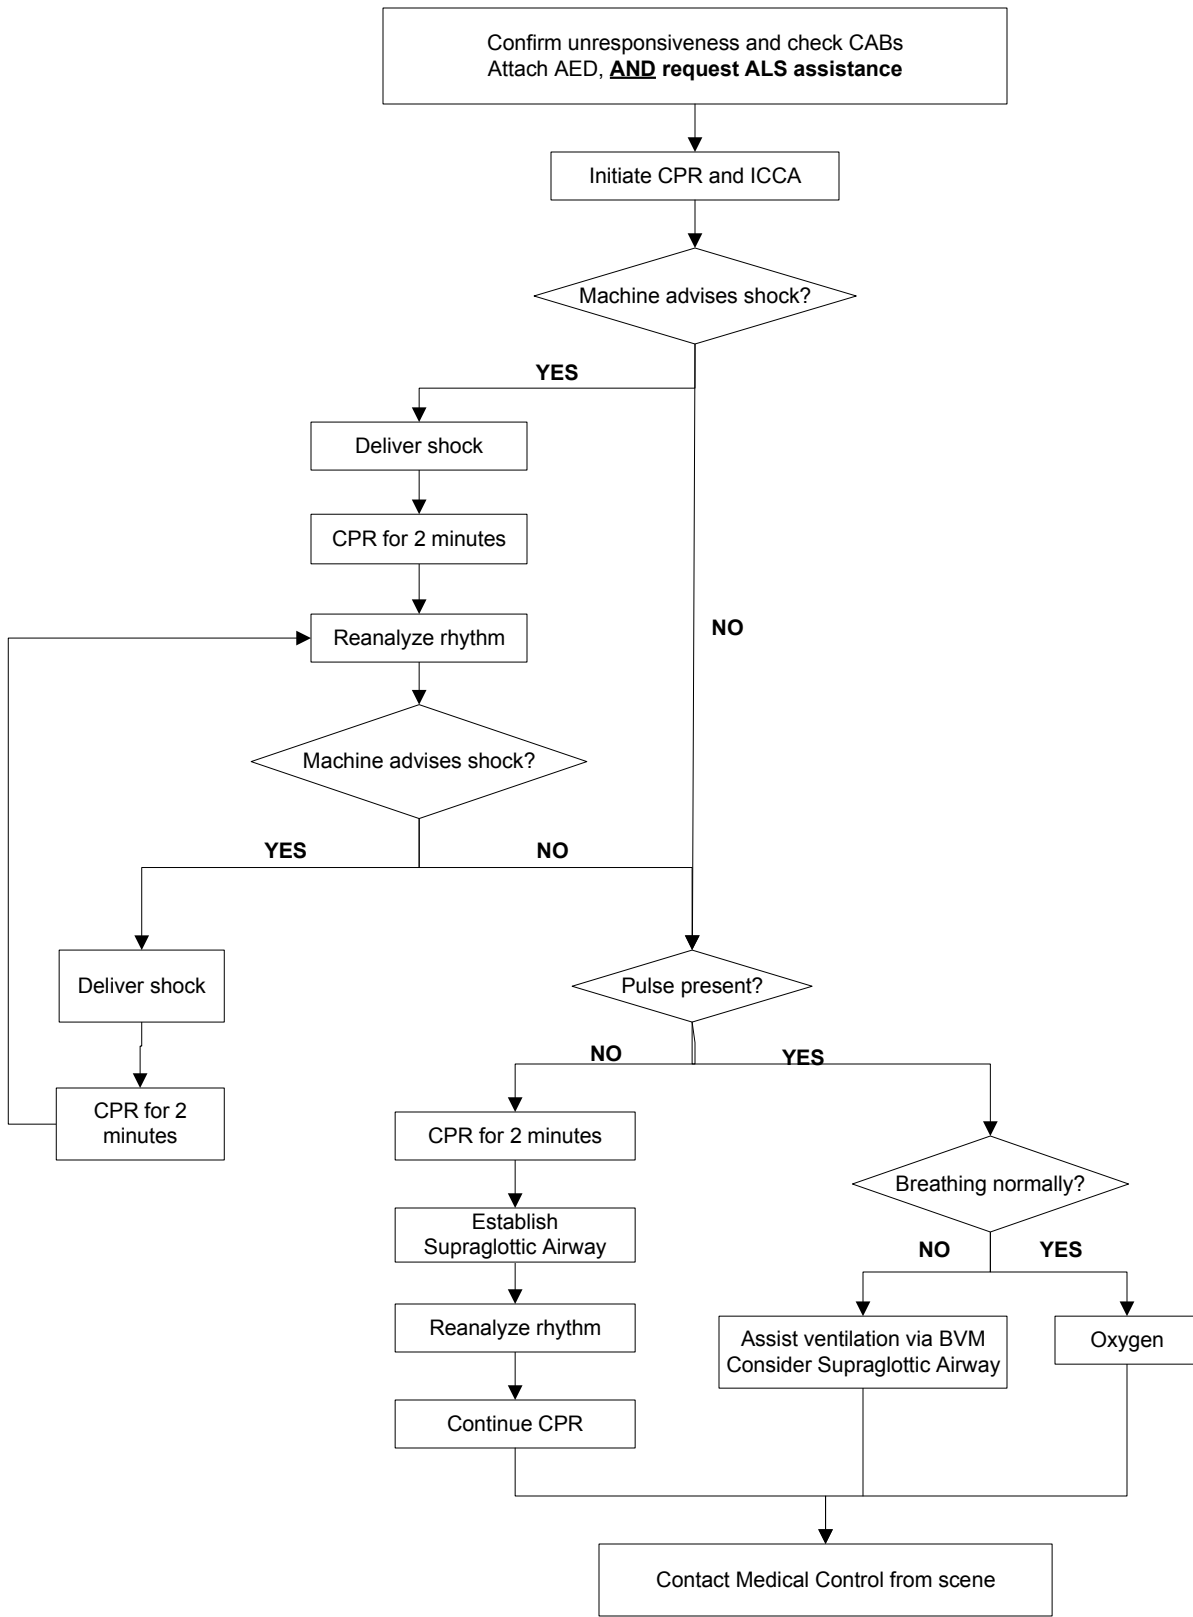 Confirm unresponsiveness and check CABs
Attach AED, AND request ALS assistance
Initiate CPR and ICCA
Machine advises shock?
YES
NO
Deliver shock
CPR for 2 minutes
Reanalyze rhythm
Machine advises shock?
YES
NO
Deliver shock
CPR for 2
minutes
Pulse present?
NO
YES
CPR for 2 minutes
Establish
Supraglottic Airway
Reanalyze rhythm
Continue CPR
Breathing normally?
NO
YES
Assist ventilation via BVM
Consider Supraglottic Airway
Oxygen
Contact Medical Control from scene